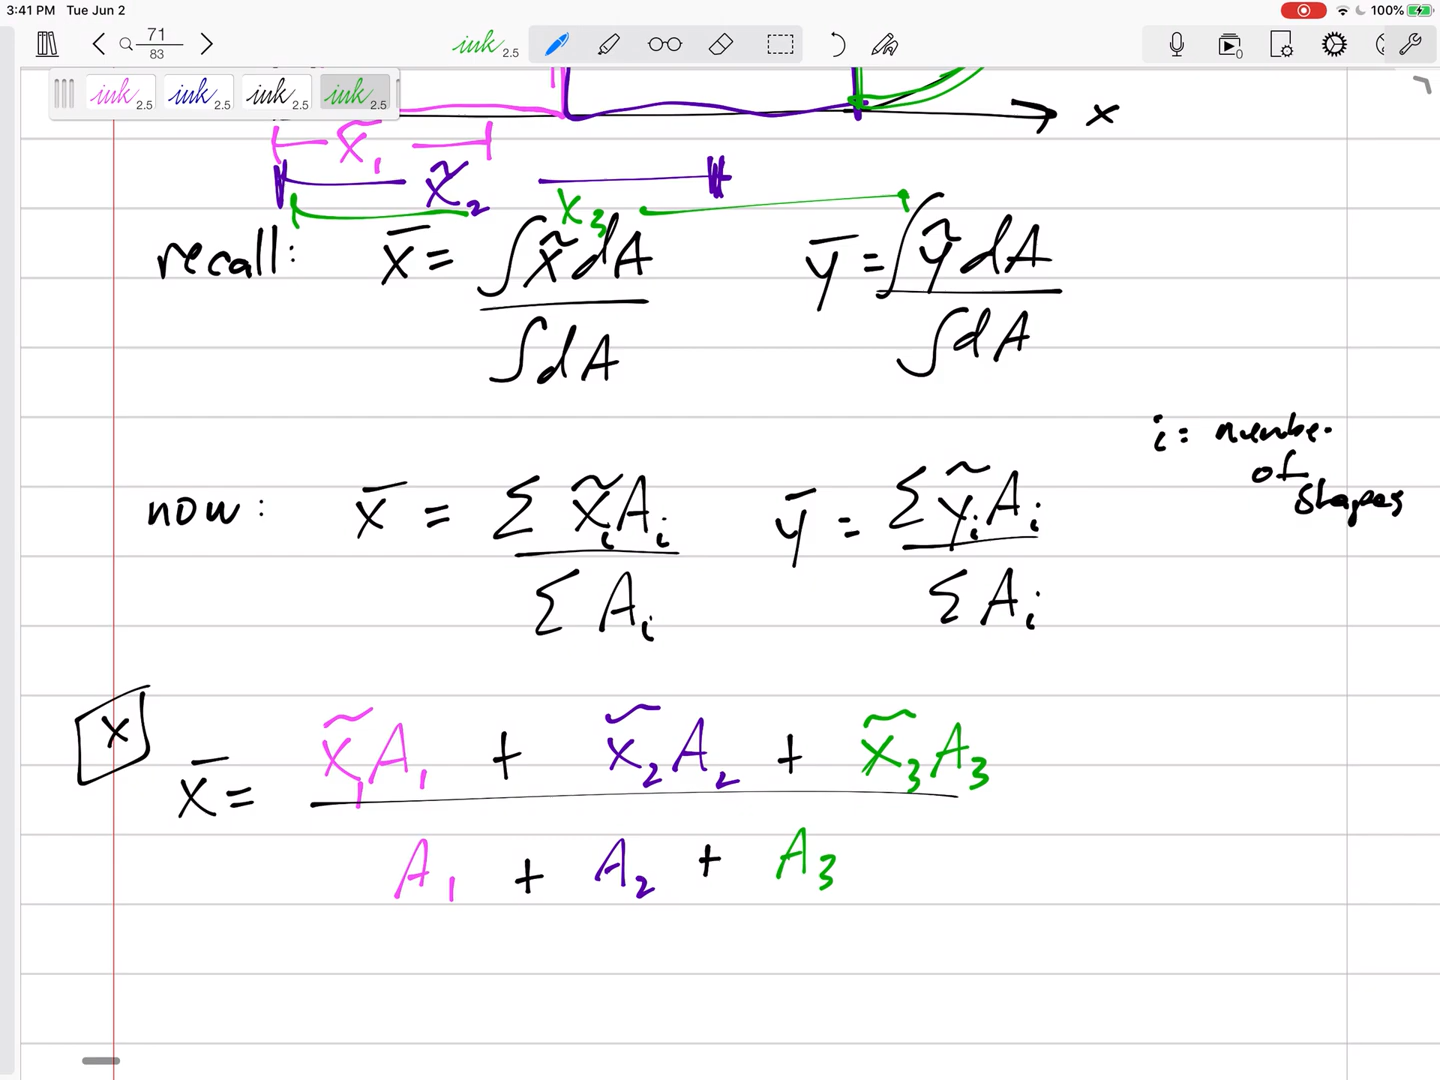 3:41 PM Tue Jun 2 100%
71
83
ink 2.5
0
ink 2.5 ink 2.5 ink 2.5 ink 2.5
x
x̃₁
x̃₂
x₃
recall: x̄ = ∫x̃dA / ∫dA ȳ = ∫ỹdA / ∫dA
i = number
of
shapes
now: x̄ = Σ x̃ᵢAᵢ / Σ Aᵢ ȳ = Σ ỹᵢAᵢ / Σ Aᵢ
x
x̄ = x̃₁A₁ + x̃₂A₂ + x̃₃A₃ / A₁ + A₂ + A₃